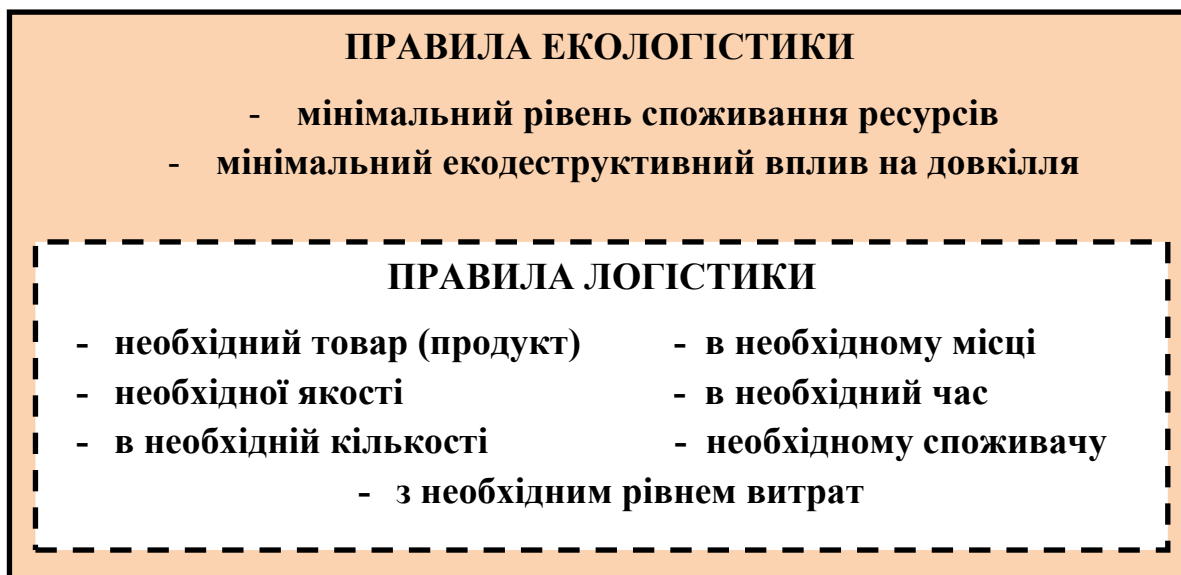 ПРАВИЛА ЕКОЛОГІСТИКИ
- мінімальний рівень споживання ресурсів
- мінімальний екодеструктивний вплив на довкілля
ПРАВИЛА ЛОГІСТИКИ
- необхідний товар (продукт) - в необхідному місці
- необхідної якості - в необхідний час
- в необхідній кількості - необхідному споживачу
- з необхідним рівнем витрат